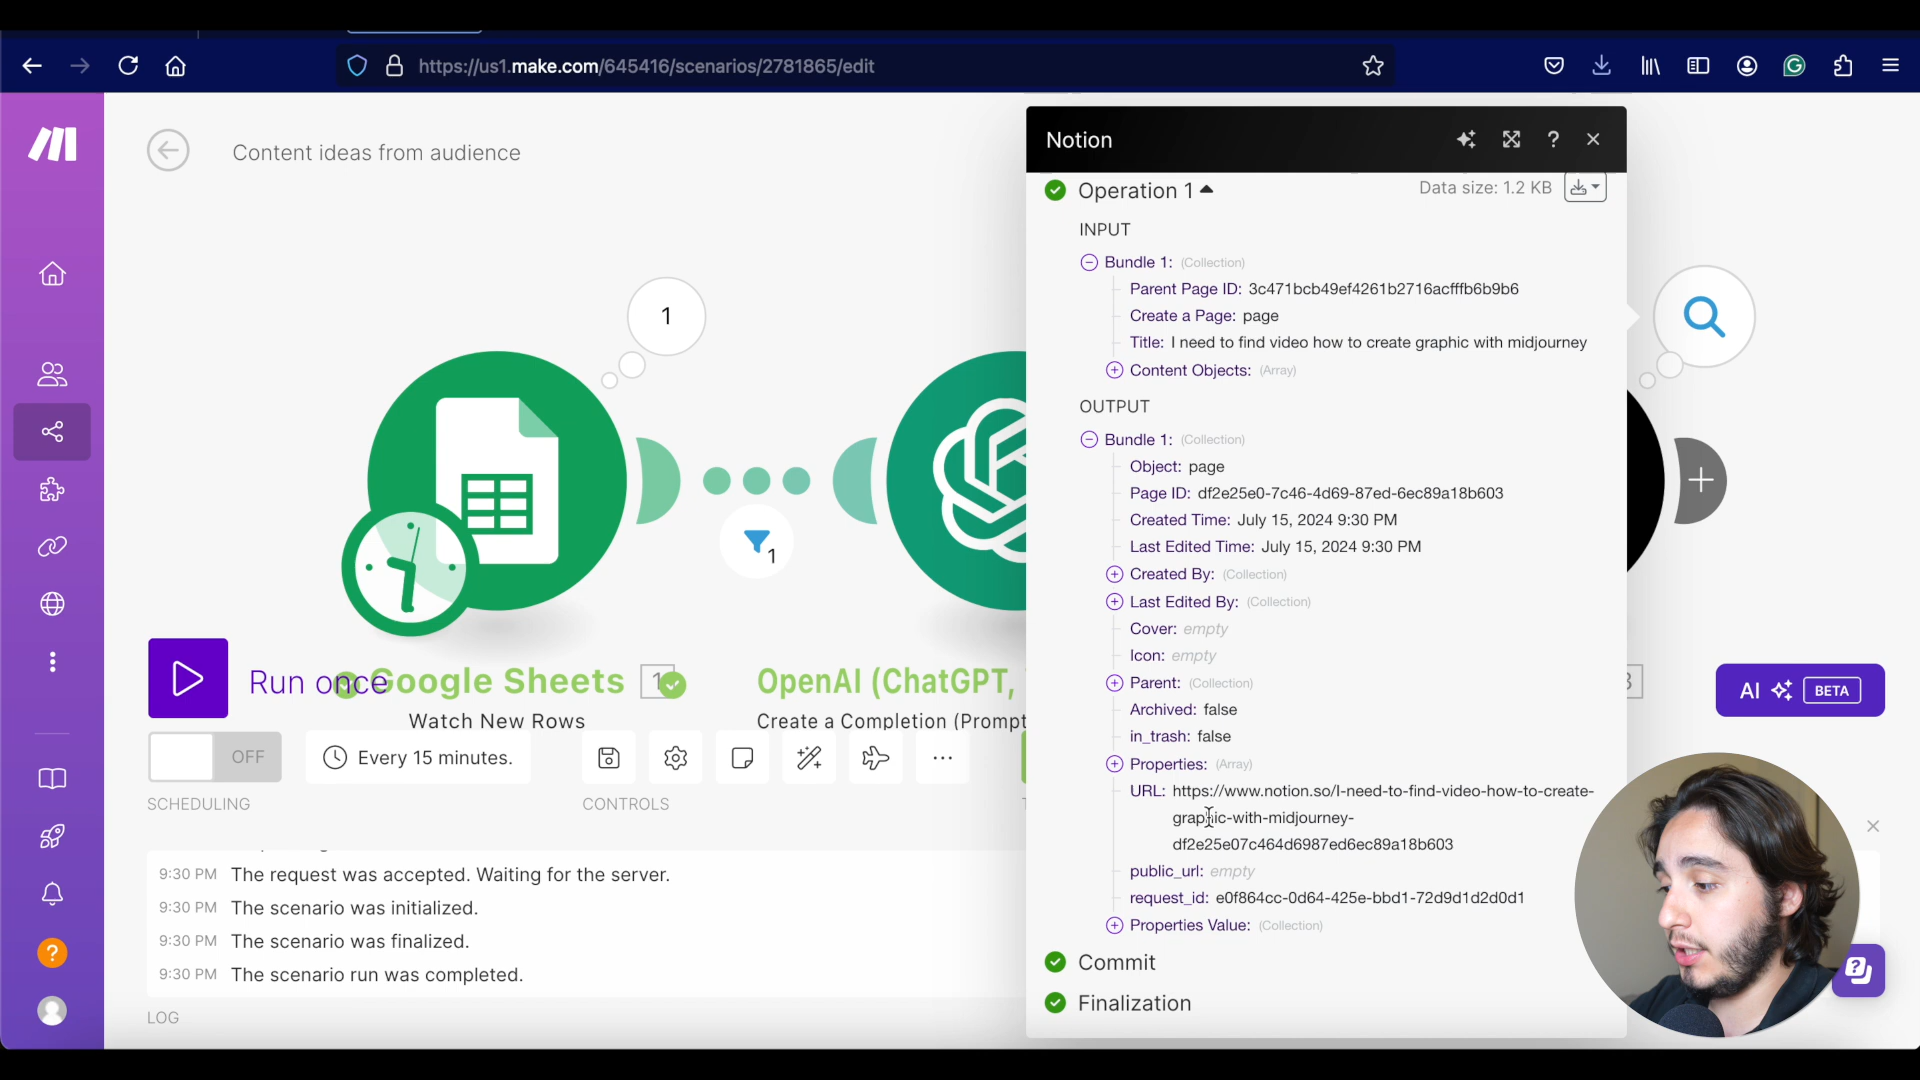 https://us1.make.com/645416/scenarios/2781865/edit
Content ideas from audience
1
1
Run once
Google Sheets
1
Watch New Rows
OpenAI (ChatGPT,
Create a Completion (Prompt
OFF
Every 15 minutes.
SCHEDULING
CONTROLS
9:30 PM The request was accepted. Waiting for the server.
9:30 PM The scenario was initialized.
9:30 PM The scenario was finalized.
9:30 PM The scenario run was completed.
LOG
Notion
?
Operation 1
Data size: 1.2 KB
INPUT
Bundle 1: (Collection)
Parent Page ID: 3c471bcb49ef4261b2716acfffb6b9b6
Create a Page: page
Title: I need to find video how to create graphic with midjourney
Content Objects: (Array)
OUTPUT
Bundle 1: (Collection)
Object: page
Page ID: df2e25e0-7c46-4d69-87ed-6ec89a18b603
Created Time: July 15, 2024 9:30 PM
Last Edited Time: July 15, 2024 9:30 PM
Created By: (Collection)
Last Edited By: (Collection)
Cover: empty
Icon: empty
Parent: (Collection)
Archived: false
in_trash: false
Properties: (Array)
URL: https://www.notion.so/I-need-to-find-video-how-to-create-
graphic-with-midjourney-
df2e25e07c464d6987ed6ec89a18b603
public_url: empty
request_id: e0f864cc-0d64-425e-bbd1-72d9d1d2d0d1
Properties Value: (Collection)
Commit
Finalization
AI BETA